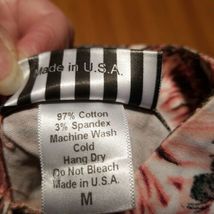 Made in U.S.A.
97% Cotton
3% Spandex
Machine Wash
Cold
Hang Dry
Do Not Bleach
Made in U.S.A.
M